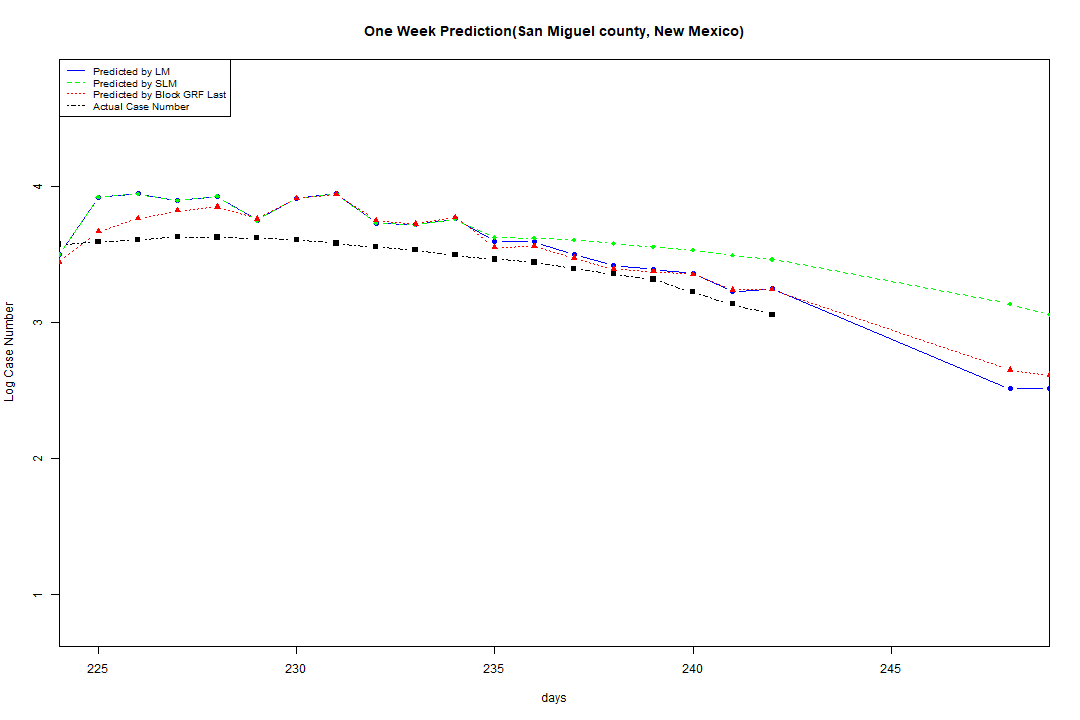 One Week Prediction(San Miguel county, New Mexico)
Predicted by LM
Predicted by SLM
Predicted by Block GRF Last
Actual Case Number
4
3
2
1
Log Case Number
225
230
235
240
245
days